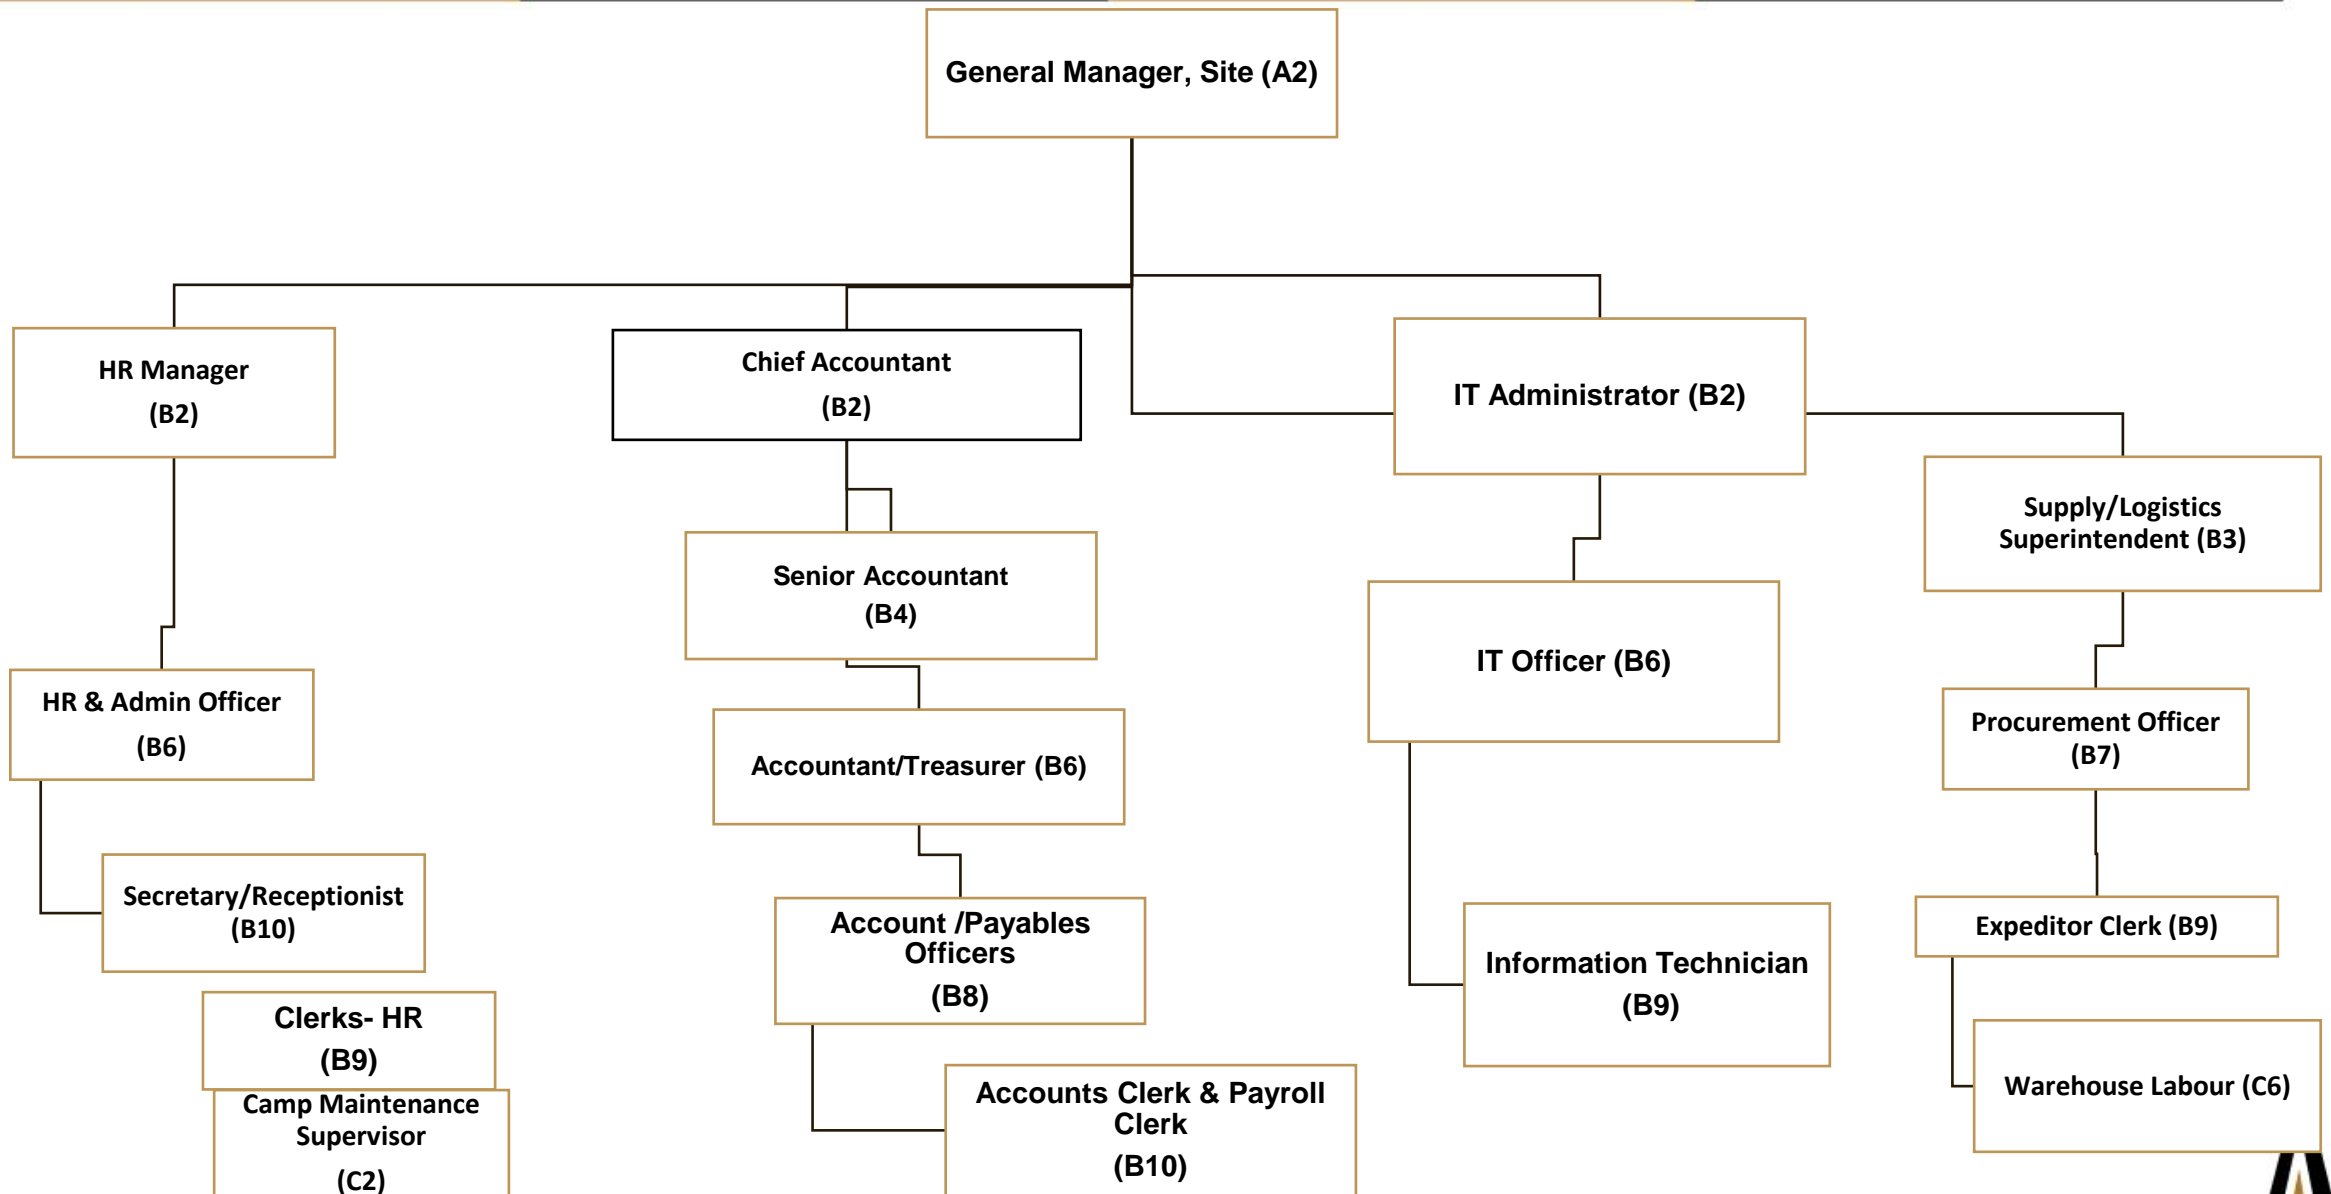 General Manager, Site (A2)
HR Manager
(B2)
Chief Accountant
(B2)
IT Administrator (B2)
Supply/Logistics
Superintendent (B3)
Senior Accountant
(B4)
IT Officer (B6)
HR & Admin Officer
(B6)
Accountant/Treasurer (B6)
Procurement Officer
(B7)
Secretary/Receptionist
(B10)
Account /Payables
Officers
(B8)
Information Technician
(B9)
Expeditor Clerk (B9)
Clerks- HR
(B9)
Camp Maintenance
Supervisor
(C2)
Accounts Clerk & Payroll
Clerk
(B10)
Warehouse Labour (C6)